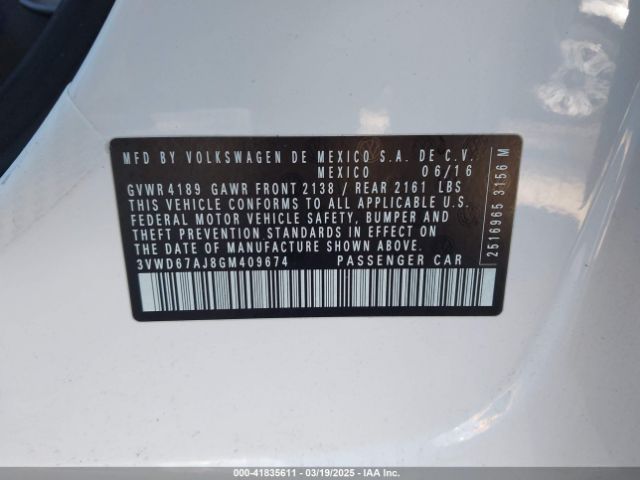 MFD BY VOLKSWAGEN DE MEXICO S.A. DE C.V.
MEXICO 06/16
GVWR 4189 GAWR FRONT 2138 / REAR 2161 LBS
THIS VEHICLE CONFORMS TO ALL APPLICABLE U.S.
FEDERAL MOTOR VEHICLE SAFETY, BUMPER AND
THEFT PREVENTION STANDARDS IN EFFECT ON
THE DATE OF MANUFACTURE SHOWN ABOVE.
3VWD67AJ8GM409674 PASSENGER CAR
2516965 3156 M
000-41835611 - 03/19/2025 - IAA Inc.